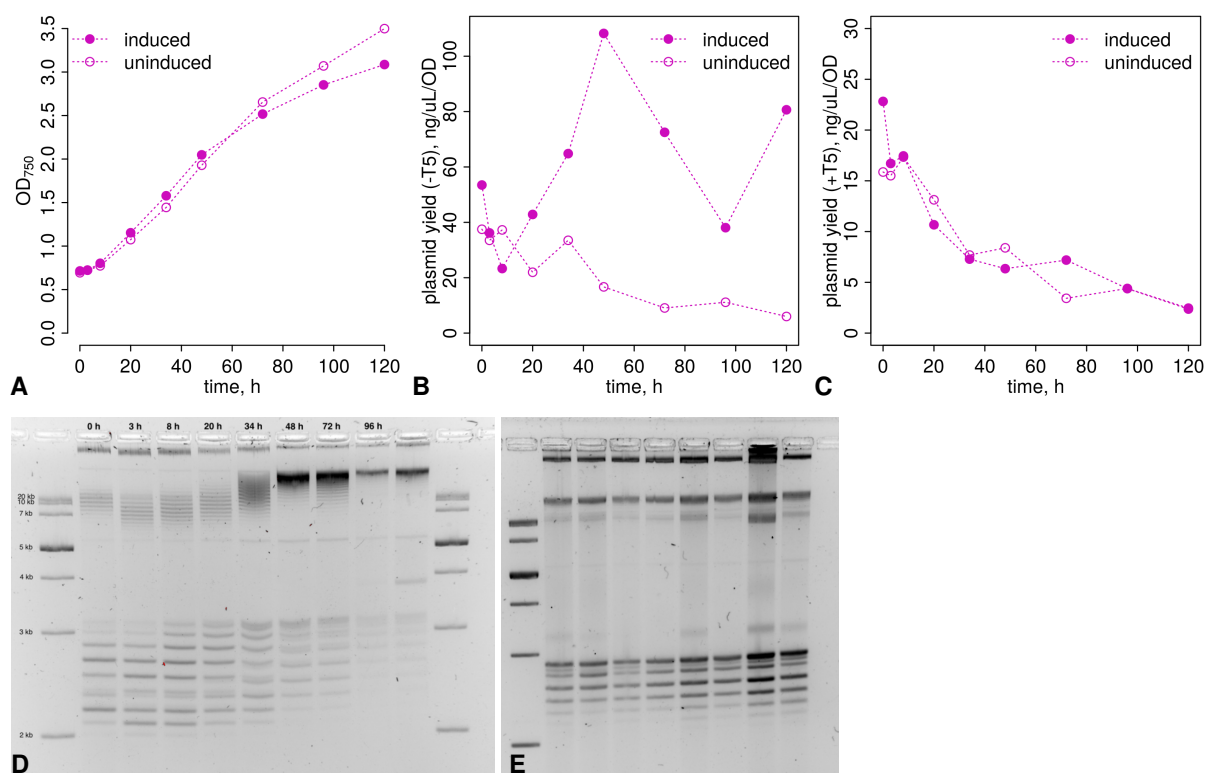 3.5
3.0
2.5
2.0
1.5
1.0
0.5
0.0
OD750
induced
uninduced
0 20 40 60 80 100 120
time, h
A
100
80
60
40
20
0
plasmid yield (-T5), ng/uL/OD
induced
uninduced
0 20 40 60 80 100 120
time, h
B
30
25
20
15
10
5
0
plasmid yield (+T5), ng/uL/OD
induced
uninduced
0 20 40 60 80 100 120
time, h
C
0 h 3 h 8 h 20 h 34 h 48 h 72 h 96 h
20 kb
10 kb
7 kb
5 kb
4 kb
3 kb
2 kb
D
E